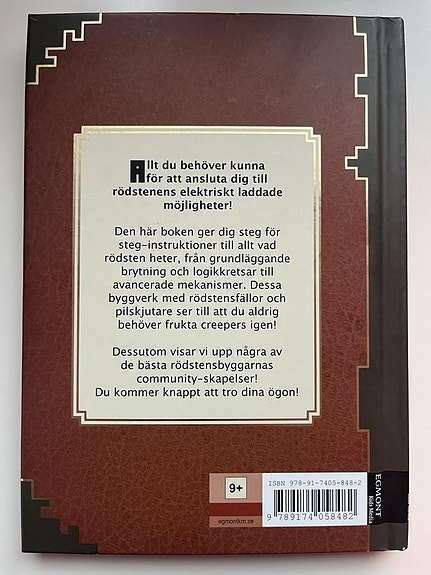 Allt du behöver kunna
för att ansluta dig till
rödstenens elektriskt laddade
möjligheter!
Den här boken ger dig steg för
steg-instruktioner till allt vad
rödsten heter, från grundläggande
brytning och logikkretsar till
avancerade mekanismer. Dessa
byggverk med rödstensfällor och
pilskjutare ser till att du aldrig
behöver frukta creepers igen!
Dessutom visar vi upp några av
de bästa rödstensbyggarnas
community-skapelser!
Du kommer knappt att tro dina ögon!
9+
egmontkm.se
ISBN 978-91-7405-848-2
9789174058482
EGMONT
Kids Media